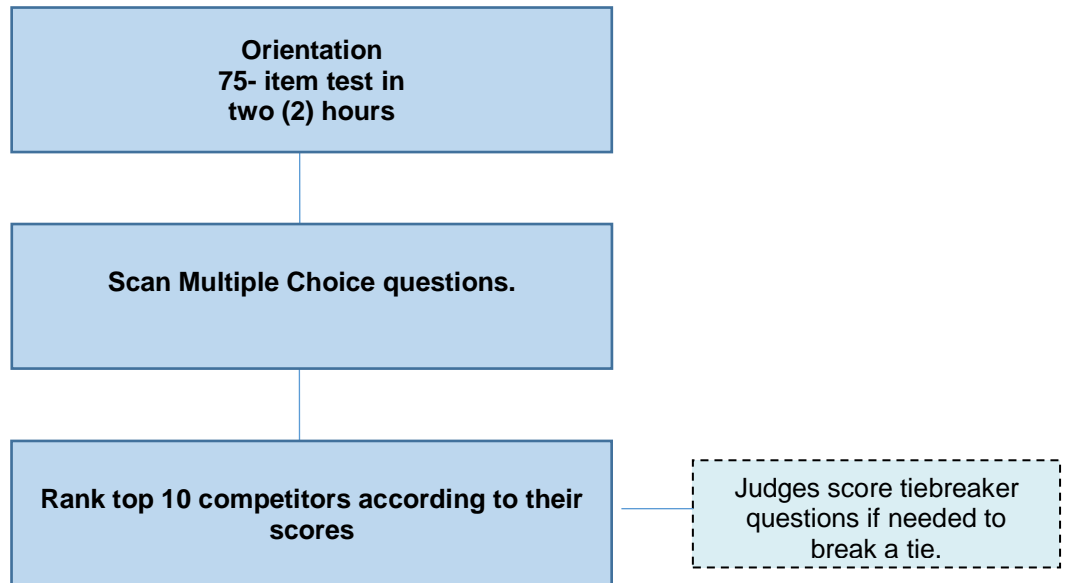 Orientation
75- item test in
two (2) hours
Scan Multiple Choice questions.
Rank top 10 competitors according to their
scores
Judges score tiebreaker
questions if needed to
break a tie.